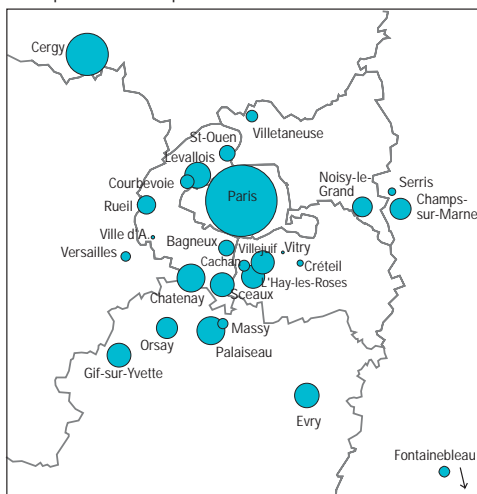 Cergy
Villetaneuse
St-Ouen
Levallois
Courbevoie
Paris
Noisy-le-
Grand
Serris
Champs-
sur-Marne
Rueil
Ville d'A.
Versailles
Bagneux
Villejuif
Vitry
Cachan
Créteil
L'Hay-les-Roses
Chatenay
Sceaux
Massy
Orsay
Palaiseau
Gif-sur-Yvette
Evry
Fontainebleau